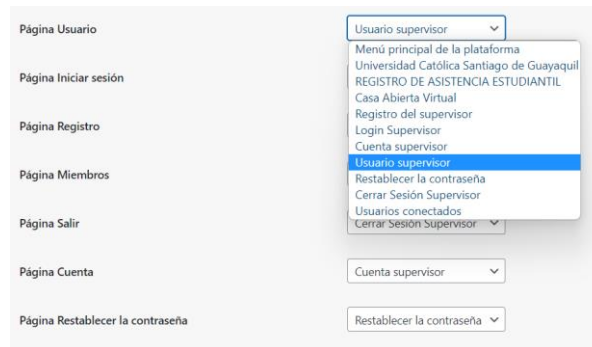 Página Usuario
Usuario supervisor
Menú principal de la plataforma
Universidad Católica Santiago de Guayaquil
Página Iniciar sesión
REGISTRO DE ASISTENCIA ESTUDIANTIL
Casa Abierta Virtual
Registro del supervisor
Página Registro
Login Supervisor
Cuenta supervisor
Usuario supervisor
Página Miembros
Restablecer la contraseña
Cerrar Sesión Supervisor
Usuarios conectados
Página Salir
Cerrar Sesión Supervisor
Página Cuenta
Cuenta supervisor
Página Restablecer la contraseña
Restablecer la contraseña